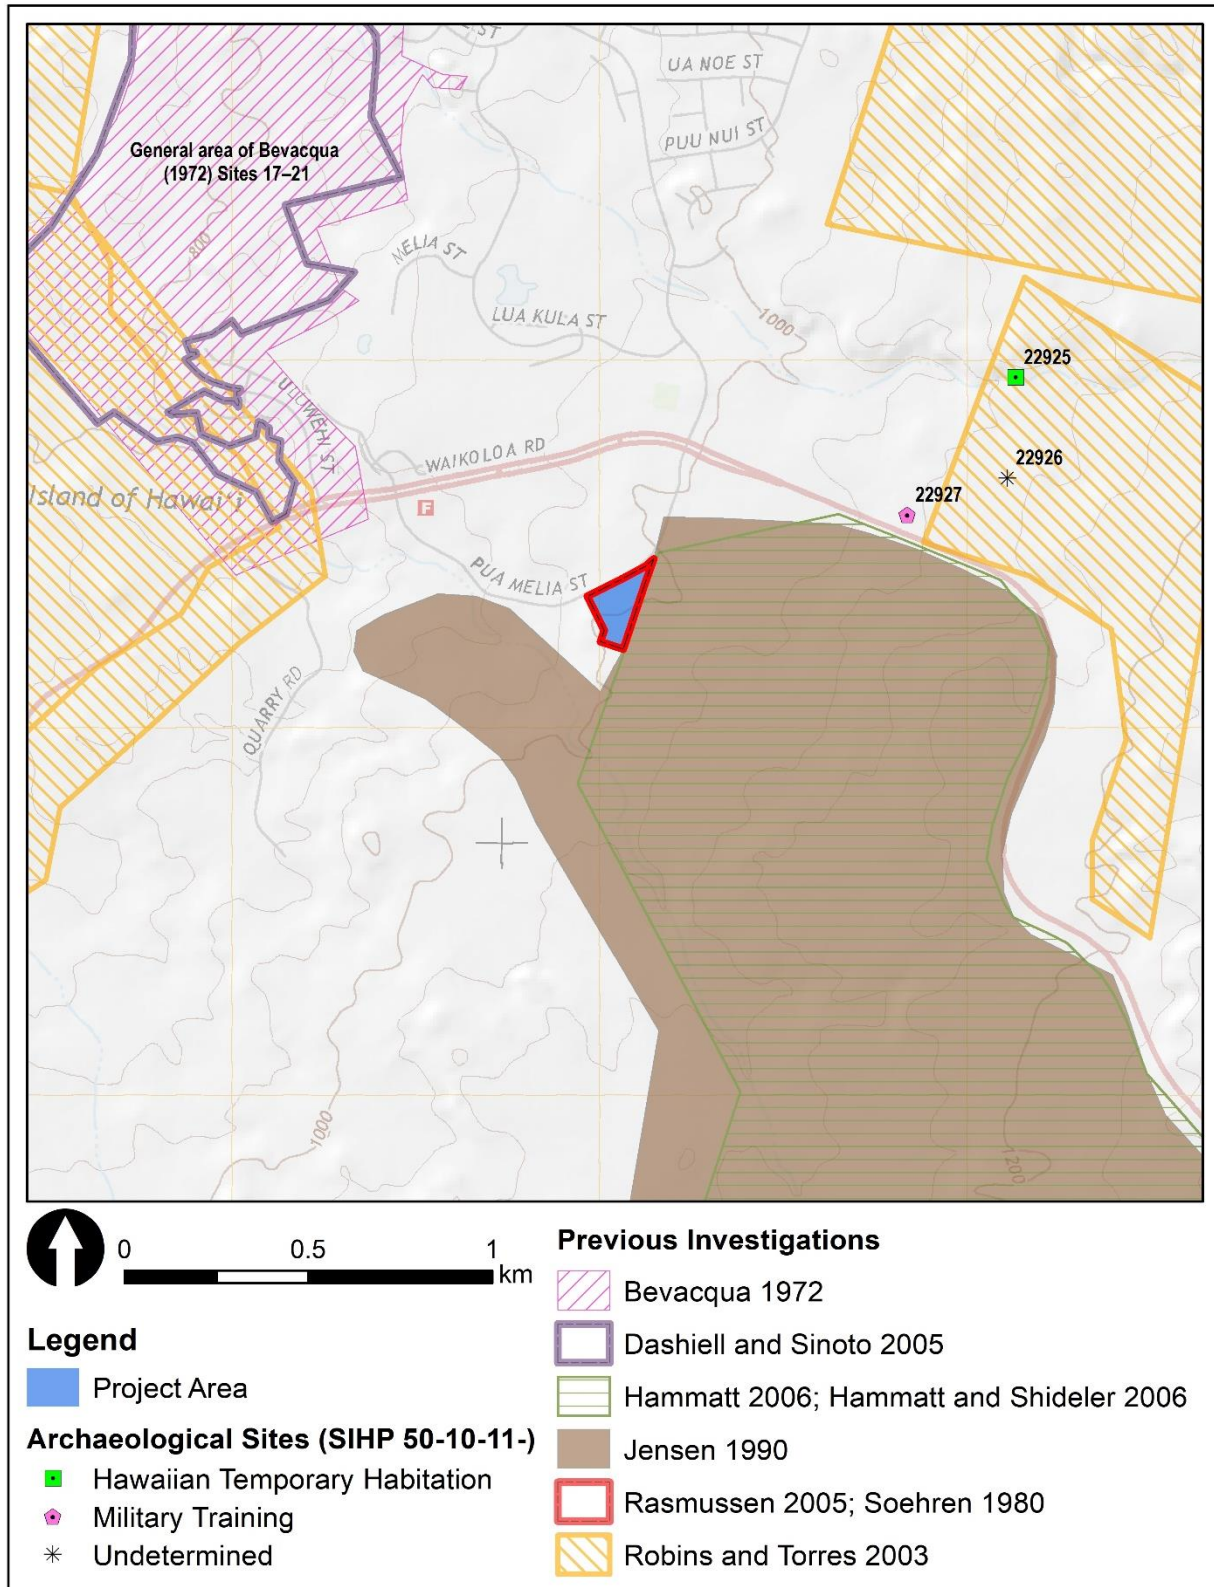 UA NOE ST
PUU NUI ST
General area of Bevacqua
(1972) Sites 17–21
800
MELIA ST
LUA KULA ST
1000
22925
ULUWEHI ST
WAIKOLOA RD
22926
Island of Hawai'i
22927
F
PUA MELIA ST
QUARRY RD
1000
1200
0 0.5 1
km
Legend
Project Area
Archaeological Sites (SIHP 50-10-11-)
Hawaiian Temporary Habitation
Military Training
Undetermined
Previous Investigations
Bevacqua 1972
Dashiell and Sinoto 2005
Hammatt 2006; Hammatt and Shideler 2006
Jensen 1990
Rasmussen 2005; Soehren 1980
Robins and Torres 2003